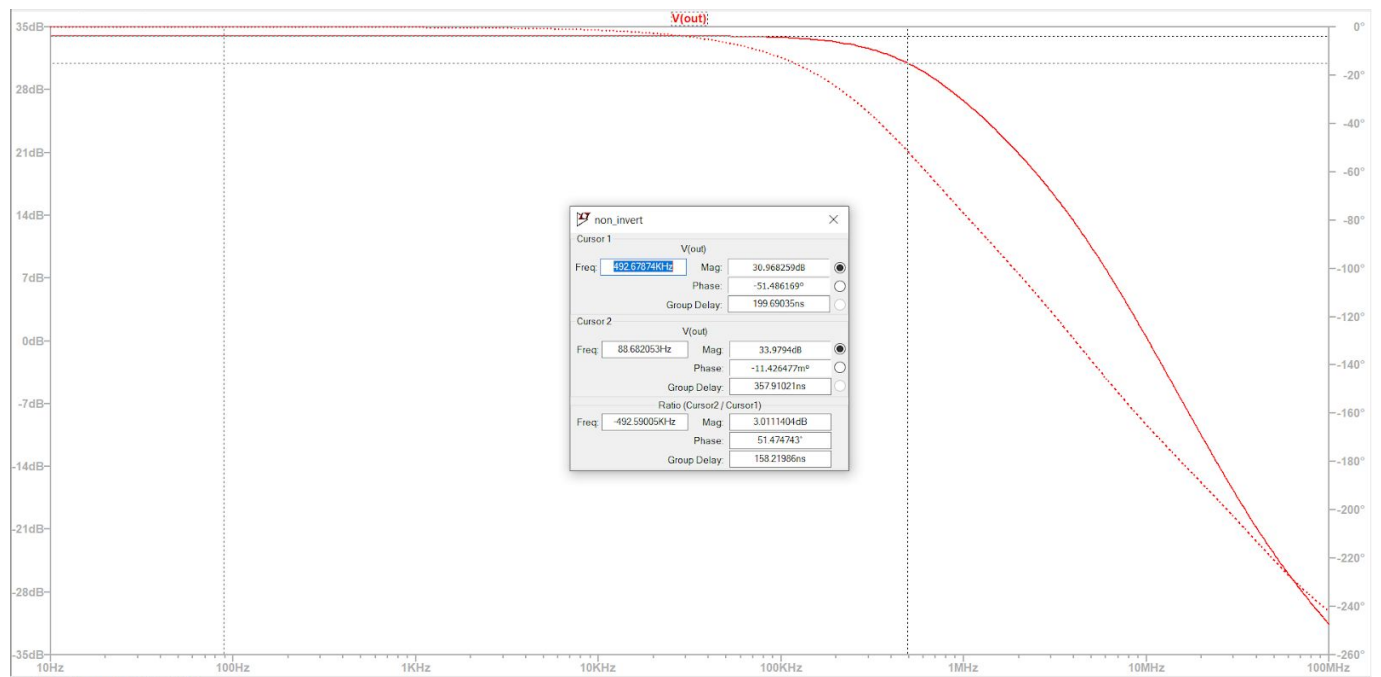 V(out)
35dB
28dB
21dB
14dB
7dB
0dB
-7dB
-14dB
-21dB
-28dB
-35dB
0°
-20°
-40°
-60°
-80°
-100°
-120°
-140°
-160°
-180°
-200°
-220°
-240°
-260°
non_invert
Cursor 1
V(out)
Freq: 492.67874KHz Mag: 30.968259dB
Phase: -51.486169°
Group Delay: 199.69035ns
Cursor 2
V(out)
Freq: 88.682053Hz Mag: 33.9794dB
Phase: -11.426477m°
Group Delay: 357.91021ns
Ratio (Cursor2 / Cursor1)
Freq: -492.59005KHz Mag: 3.0111404dB
Phase: 51.474743°
Group Delay: 158.21986ns
10Hz 100Hz 1KHz 10KHz 100KHz 1MHz 10MHz 100MHz